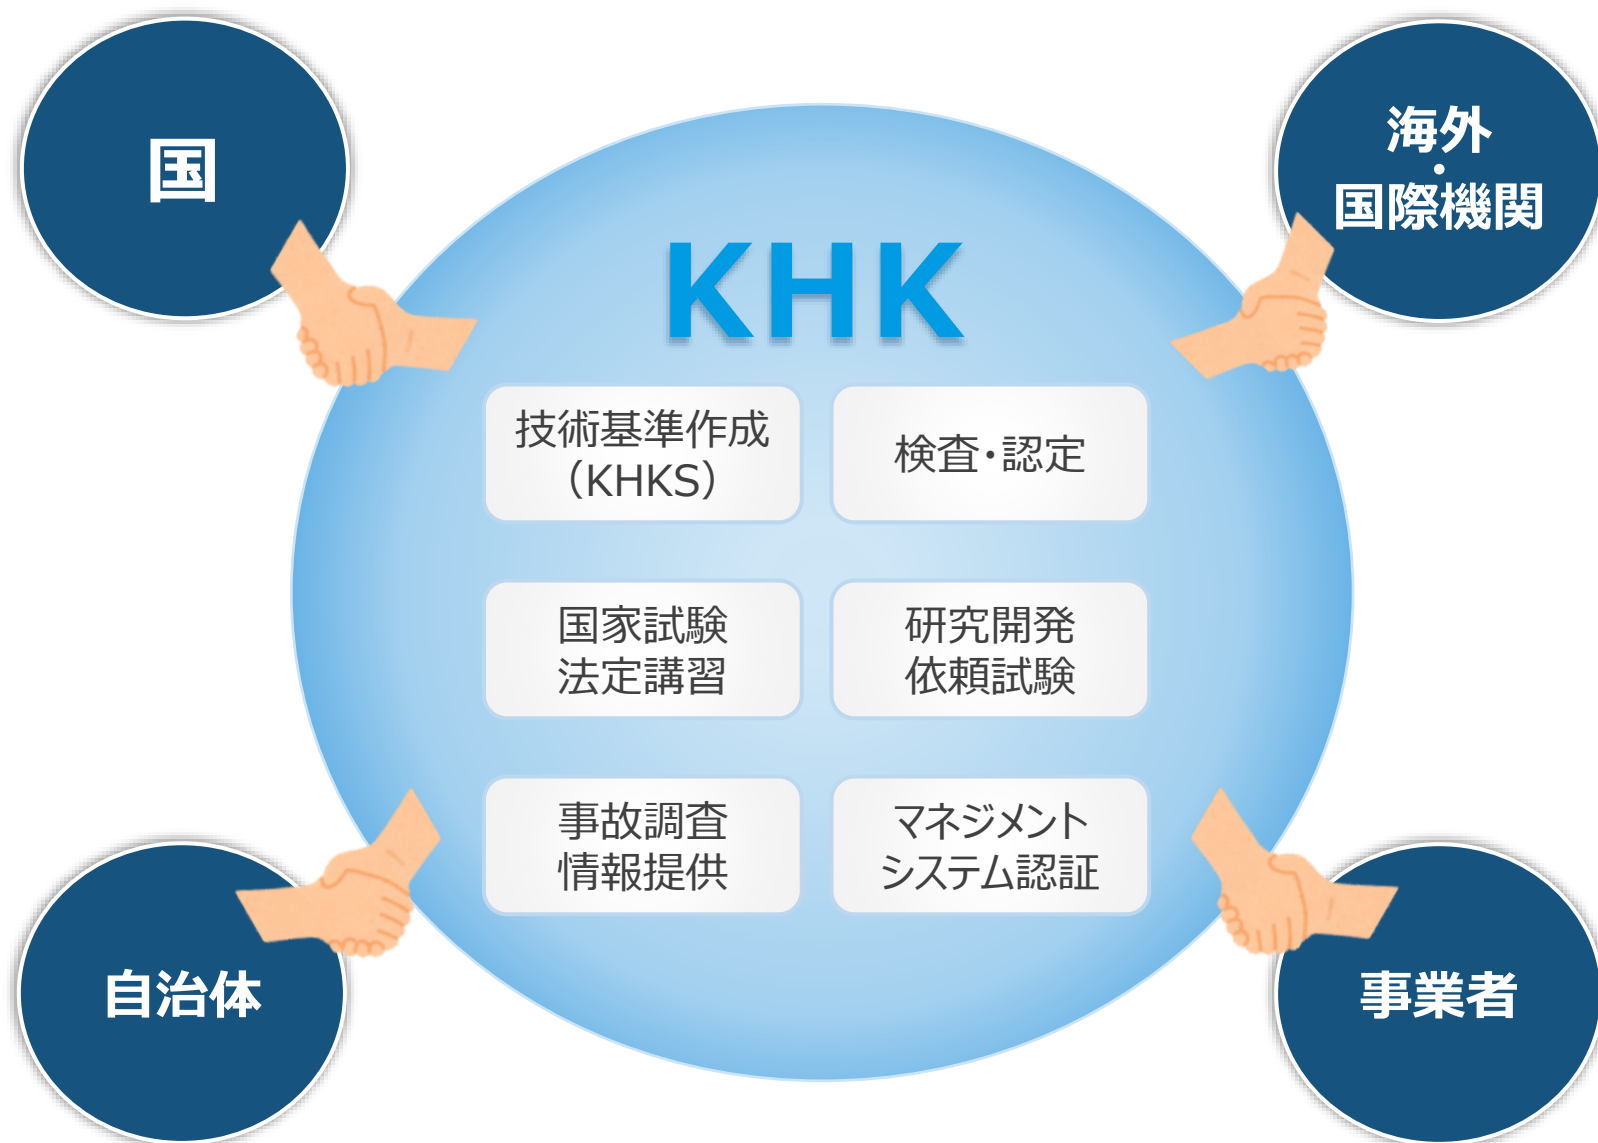 国
海外
・
国際機関
KHK
技術基準作成
（KHKS）
検査・認定
国家試験
法定講習
研究開発
依頼試験
事故調査
情報提供
マネジメント
システム認証
自治体
事業者